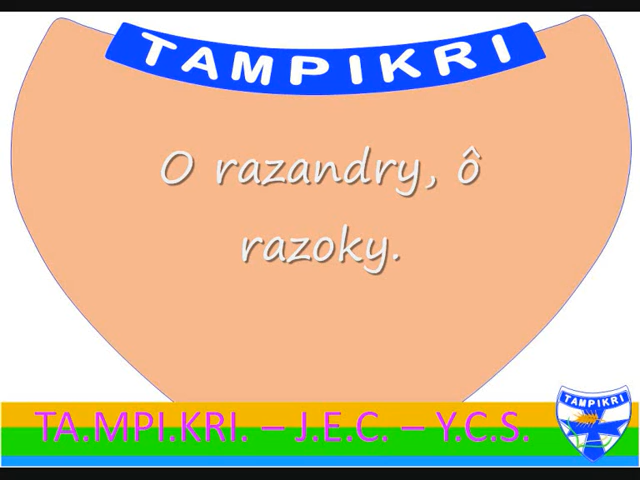 TAMPIKRI
O razandry, ô
razoky.
TA.MPI.KRI. – J.E.C. – Y.C.S.
TAMPIKRI